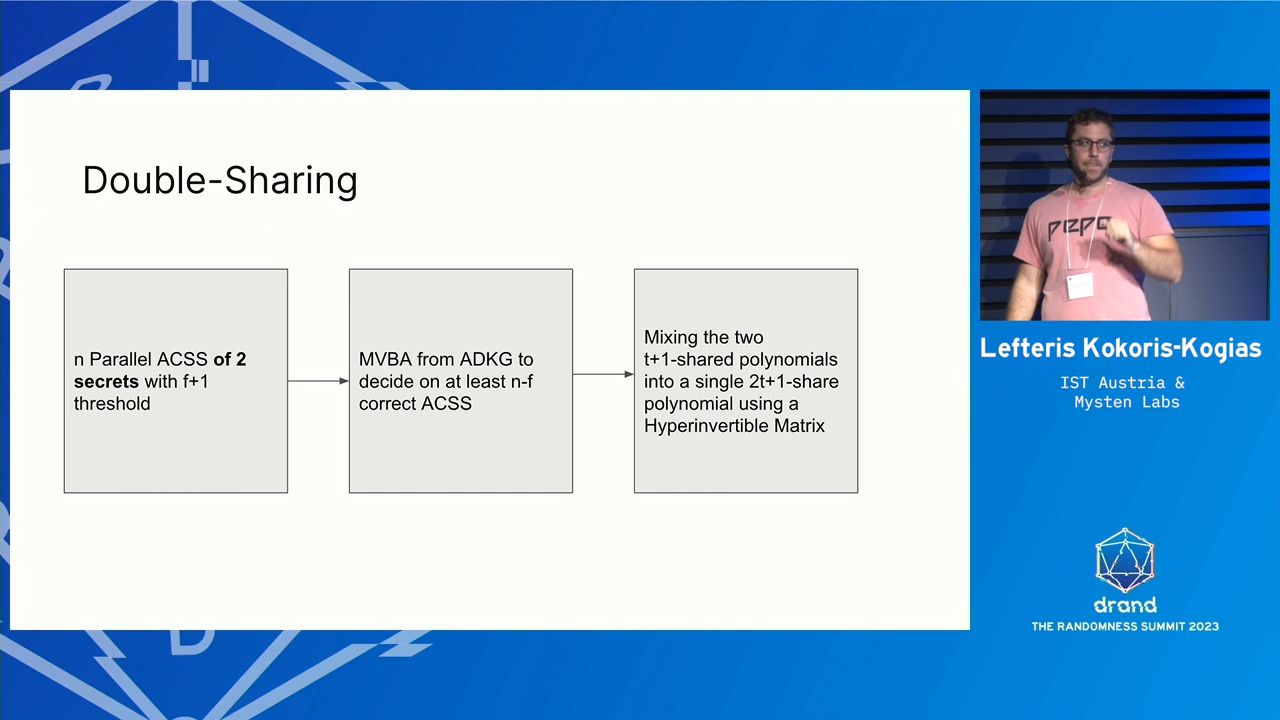 Double-Sharing
n Parallel ACSS of 2
secrets with f+1
threshold
MVBA from ADKG to
decide on at least n-f
correct ACSS
Mixing the two
t+1-shared polynomials
into a single 2t+1-share
polynomial using a
Hyperinvertible Matrix
pepo
Lefteris Kokoris-Kogias
IST Austria &
Mysten Labs
drand
THE RANDOMNESS SUMMIT 2023